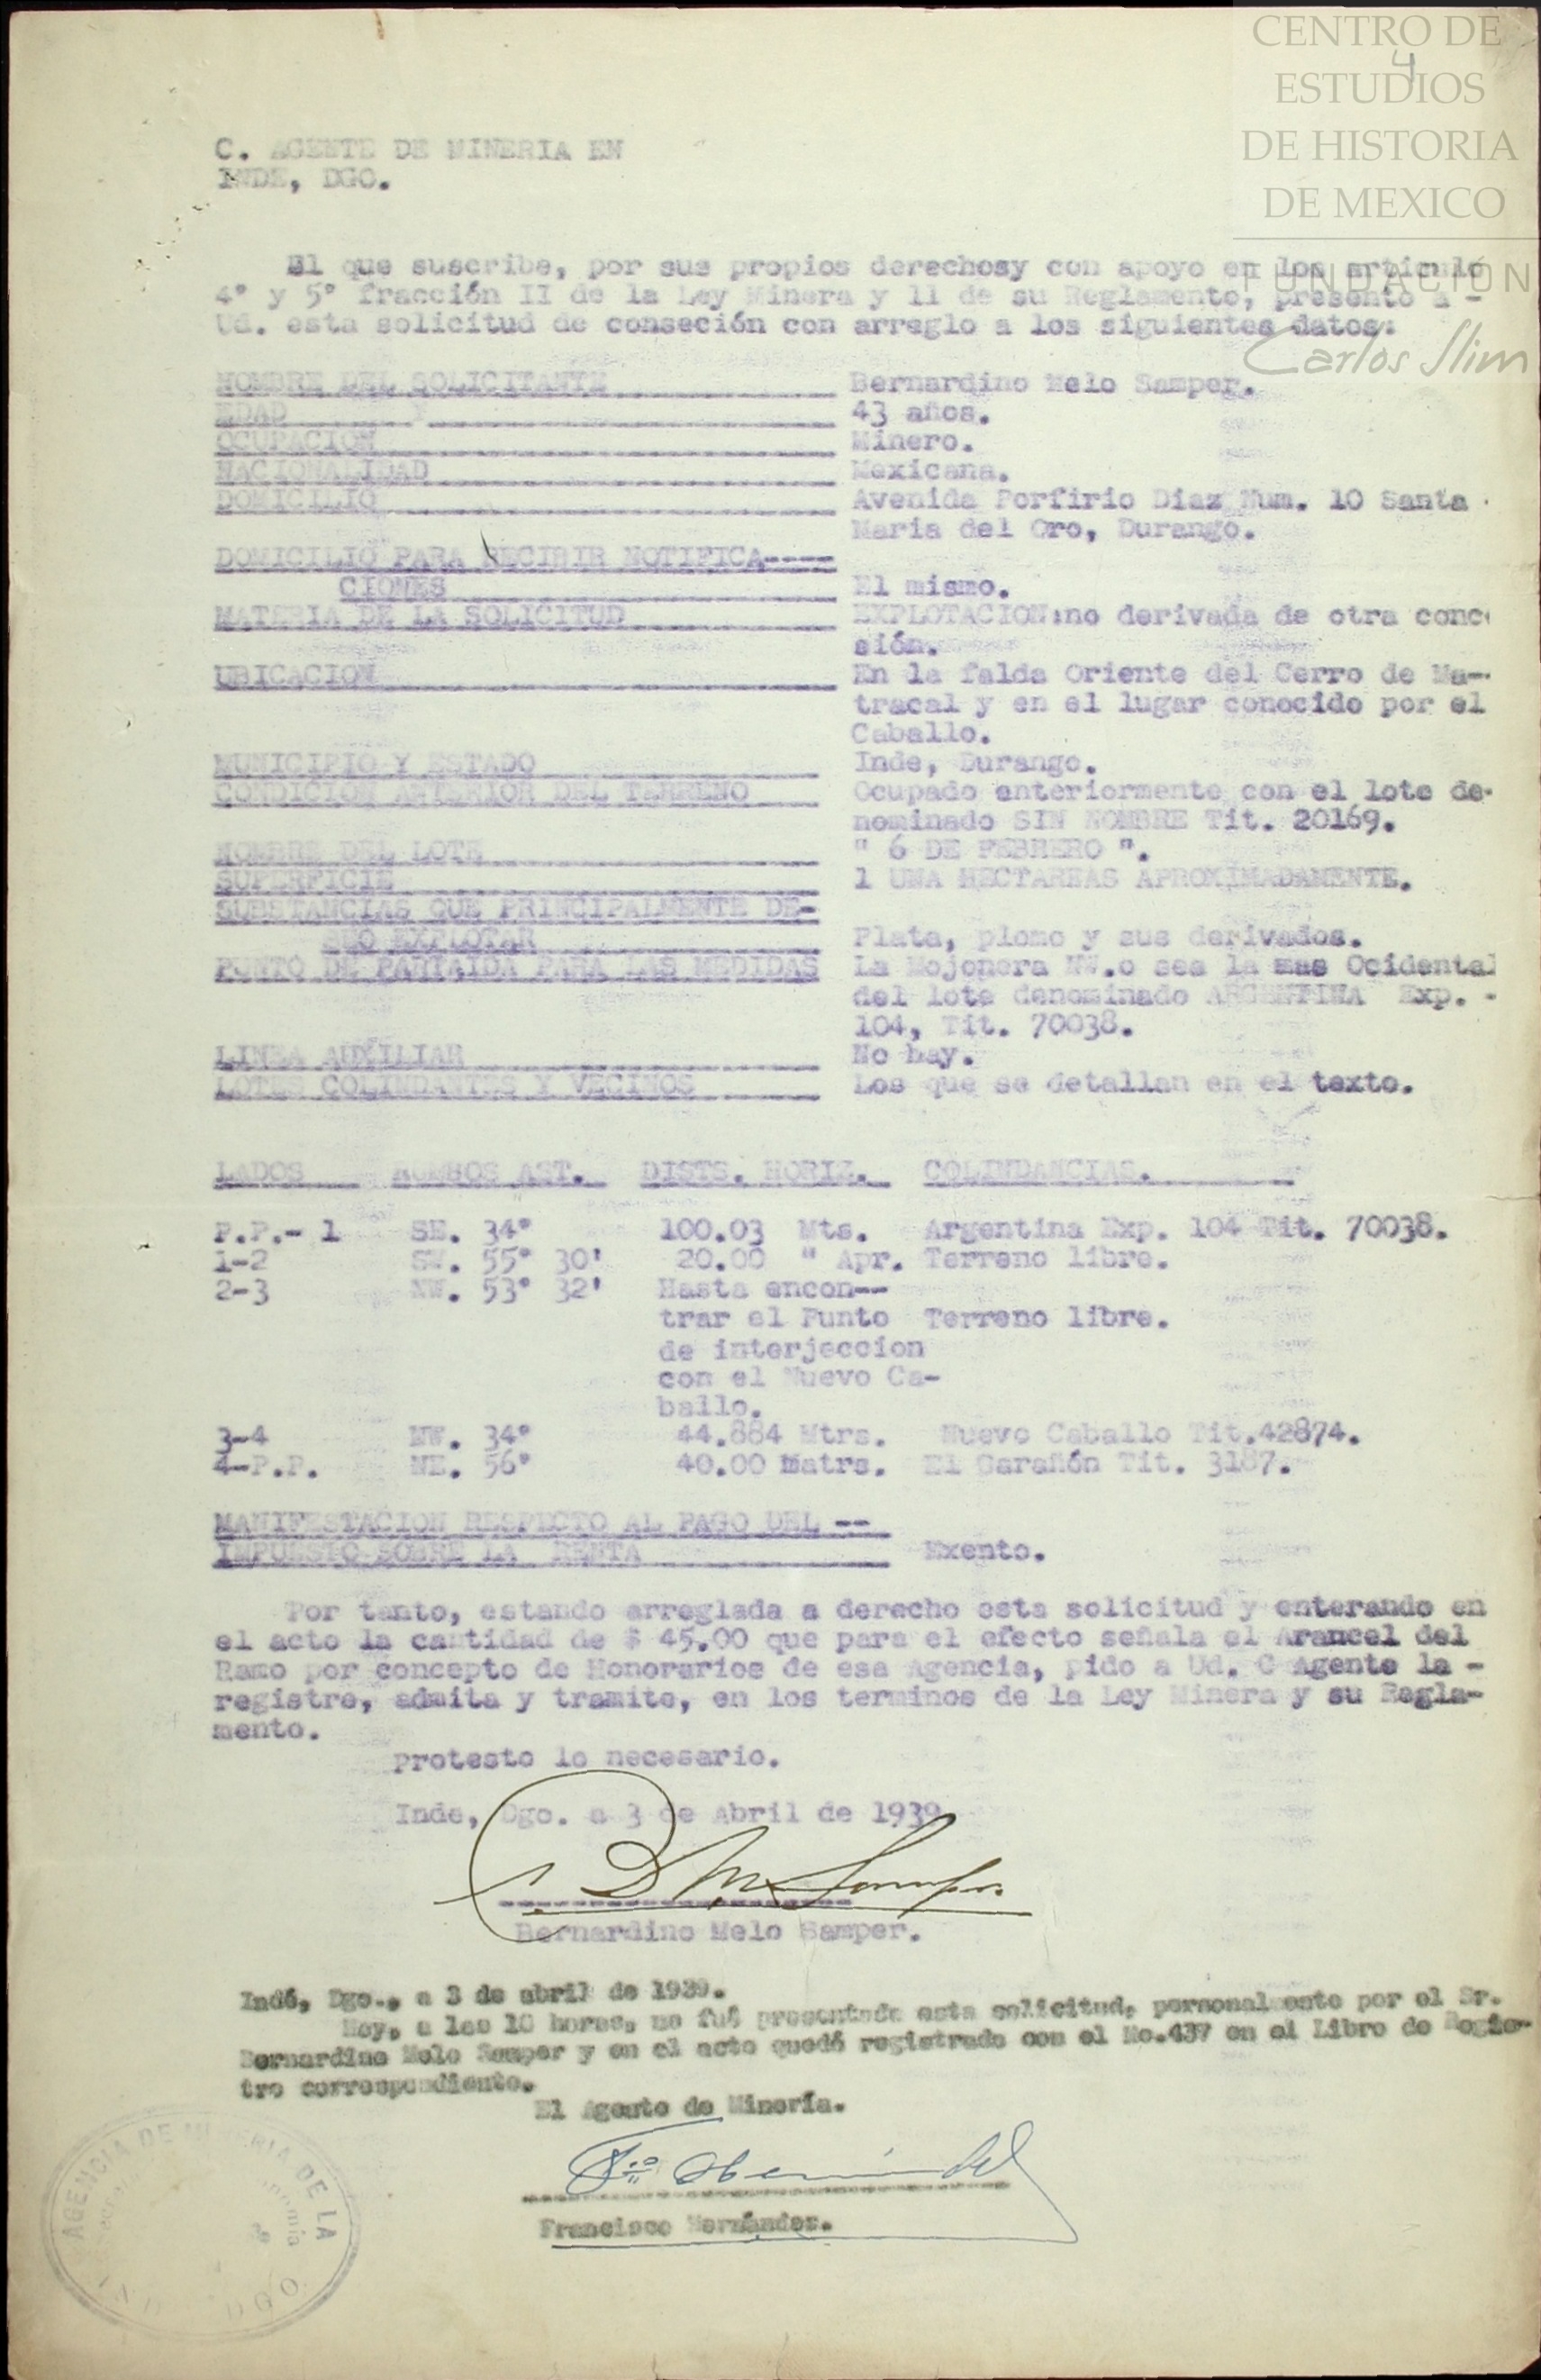 CENTRO DE
ESTUDIOS
DE HISTORIA
DE MEXICO
FUNDACION
Carlos Slim
4
C. AGENTE DE MINERIA EN
INDE, DGO.
El que suscribe, por sus propios derechosy con apoyo en los articulo
4° y 5° fracción II de la Ley Minera y 11 de su Reglamento, presento a -
Ud. esta solicitud de conseción con arreglo a los siguientes datos:
NOMBRE DEL SOLICITANTE Bernardino Melo Samper.
EDAD 43 años.
OCUPACION Minero.
NACIONALIDAD Mexicana.
DOMICILIO Avenida Porfirio Diaz Num. 10 Santa
Maria del Oro, Durango.
DOMICILIO PARA RECIBIR NOTIFICA----
CIONES El mismo.
MATERIA DE LA SOLICITUD EXPLOTACION:no derivada de otra conce
sión.
UBICACION En la falda Oriente del Cerro de Ma--
tracal y en el lugar conocido por el
Caballo.
MUNICIPIO Y ESTADO Inde, Durango.
CONDICION ANTERIOR DEL TERRENO Ocupado enteriormente con el lote de-
nominado SIN NOMBRE Tit. 20169.
NOMBRE DEL LOTE " 6 DE FEBRERO ".
SUPERFICIE 1 UNA HECTAREAS APROXIMADAMENTE.
SUBSTANCIAS QUE PRINCIPALMENTE DE-
SEO EXPLOTAR Plata, plomo y sus derivados.
PUNTO DE PARTAIDA PARA LAS MEDIDAS La Mojonera NW.o sea la mas Ocidental
del lote denominado ARGENTINA Exp. -
104, Tit. 70038.
LINEA AUXILIAR No hay.
LOTES COLINDANTES Y VECINOS Los que se detallan en el texto.
LADOS RUMBOS AST. DISTS. HORIZ. COLINDANCIAS.
P.P.- 1 SE. 34° 100.03 Mts. Argentina Exp. 104 Tit. 70038.
1-2 SW. 55° 30' 20.00 " Apr. Terreno libre.
2-3 NW. 53° 32' Hasta encon--
trar el Punto Terreno libre.
de interjeccion
con el Nuevo Ca-
ballo.
3-4 NW. 34° 44.884 Mtrs. Nuevo Caballo Tit.42874.
4-P.P. NE. 56° 40.00 Matrs. El Garañón Tit. 3187.
MANIFESTACION RESPECTO AL PAGO DEL --
IMPUESTO SOBRE LA RENTA Exento.
Por tanto, estando arreglada a derecho esta solicitud y enterando en
el acto la cantidad de $ 45.00 que para el efecto señala el Arancel del
Ramo por concepto de Honorarios de esa Agencia, pido a Ud. C Agente la -
registre, admita y tramite, en los terminos de la Ley Minera y su Regla-
mento.
Protesto lo necesario.
Inde, Dgo. a 3 de Abril de 1939
B M Samper
Bernardino Melo Samper.
Indé, Dgo., a 3 de abril de 1939.
Hoy, a las 10 horas, me fué presentada esta solicitud, personalmente por el Sr.
Bernardino Melo Samper y en el acto quedó registrada con el No.437 en el Libro de Regis-
tro correspondiente.
El Agente de Minería.
Fco Hernández
Francisco Hernández.
AGENCIA DE MINERIA DE LA